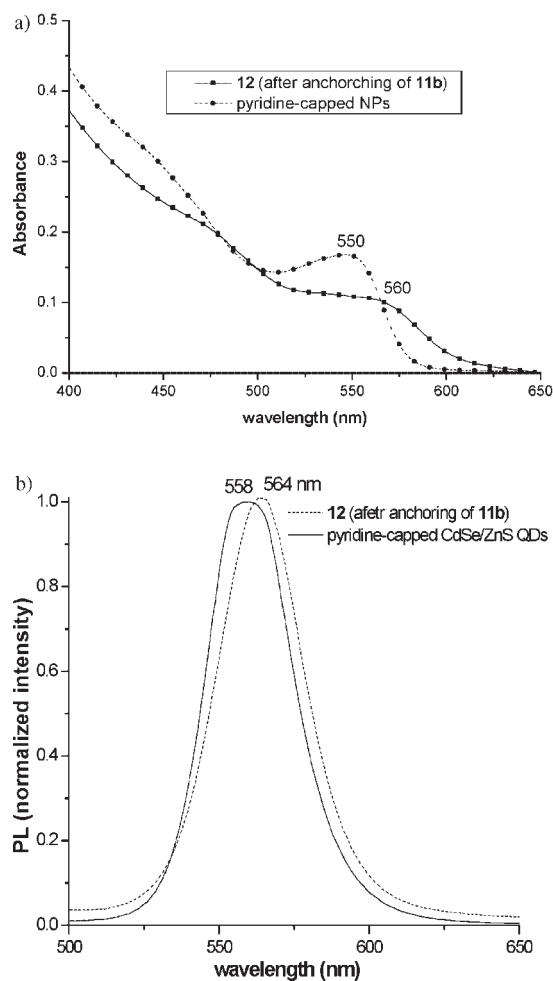 a)
0.5
0.4
0.3
0.2
0.1
0.0
Absorbance
12 (after anchorching of 11b)
pyridine-capped NPs
550
560
400
450
500
550
600
650
wavelength (nm)
b)
558
564 nm
1.0
0.8
0.6
0.4
0.2
0.0
PL (normalized intensity)
12 (afetr anchoring of 11b)
pyridine-capped CdSe/ZnS QDs
500
550
600
650
wavelength (nm)